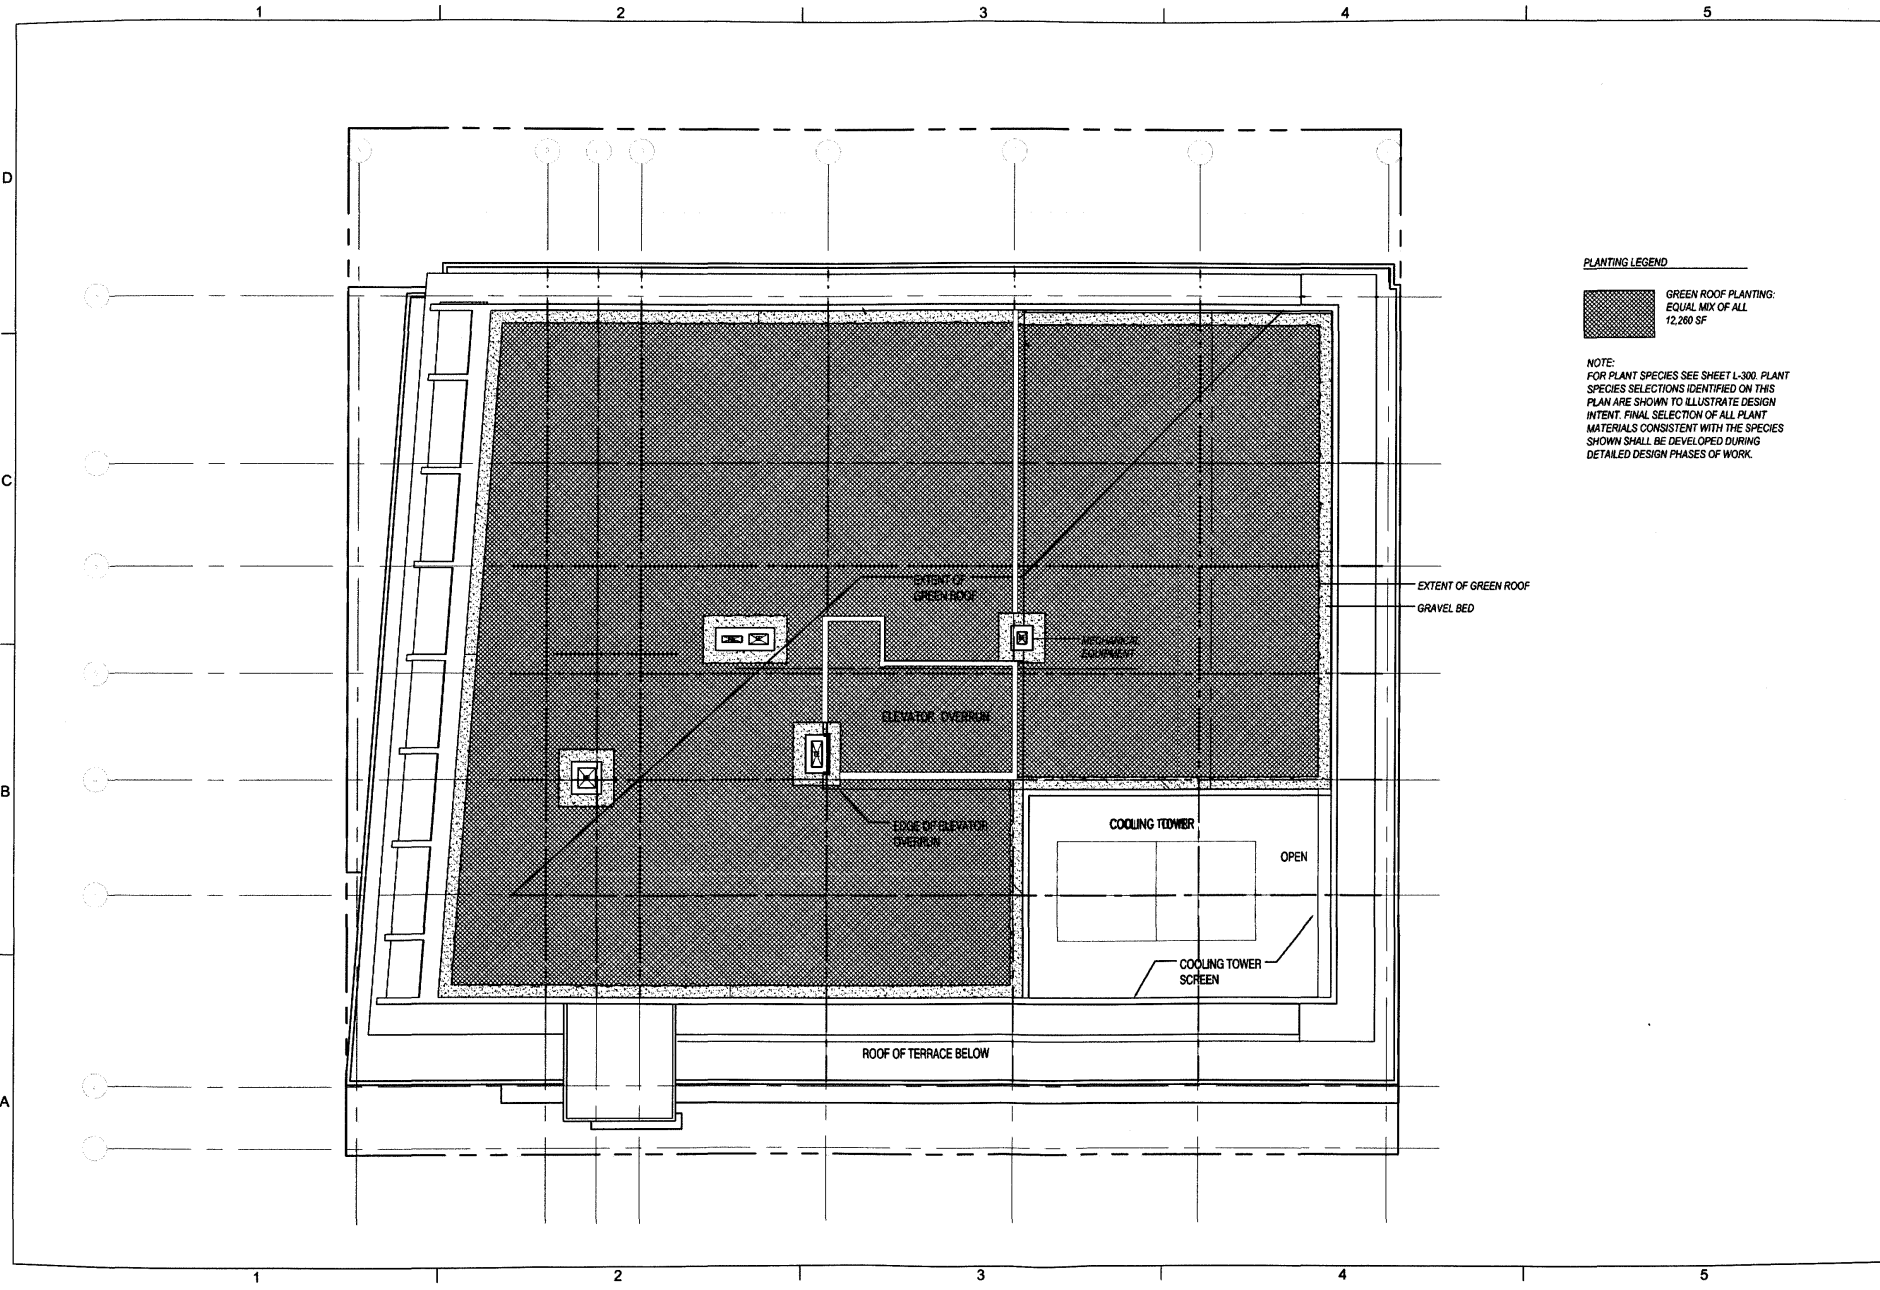 1 2 3 4 5
D
PLANTING LEGEND
GREEN ROOF PLANTING:
EQUAL MIX OF ALL
12,260 SF
NOTE:
FOR PLANT SPECIES SEE SHEET L-300. PLANT
SPECIES SELECTIONS IDENTIFIED ON THIS
PLAN ARE SHOWN TO ILLUSTRATE DESIGN
INTENT. FINAL SELECTION OF ALL PLANT
MATERIALS CONSISTENT WITH THE SPECIES
SHOWN SHALL BE DEVELOPED DURING
DETAILED DESIGN PHASES OF WORK.
C
EXTENT OF
GREEN ROOF
EXTENT OF GREEN ROOF
GRAVEL BED
MECHANICAL
EQUIPMENT
ELEVATOR OVERRUN
B
EDGE OF ELEVATOR
OVERRUN
COOLING TOWER
OPEN
COOLING TOWER
SCREEN
ROOF OF TERRACE BELOW
A
1 2 3 4 5